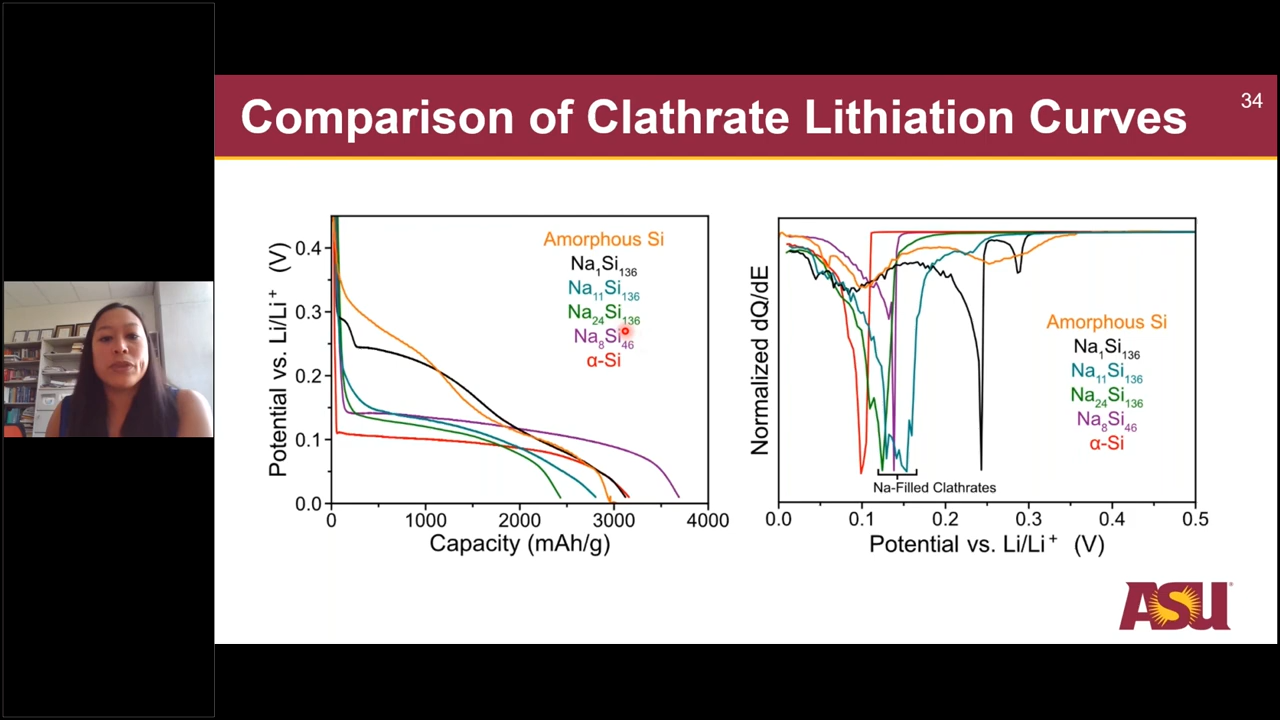 Comparison of Clathrate Lithiation Curves
34
Potential vs. Li/Li⁺ (V)
0.4
0.3
0.2
0.1
0.0
0
1000
2000
3000
4000
Capacity (mAh/g)
Amorphous Si
Na₁Si₁₃₆
Na₁₁Si₁₃₆
Na₂₄Si₁₃₆
Na₈Si₄₆
α-Si
Normalized dQ/dE
Amorphous Si
Na₁Si₁₃₆
Na₁₁Si₁₃₆
Na₂₄Si₁₃₆
Na₈Si₄₆
α-Si
Na-Filled Clathrates
0.0
0.1
0.2
0.3
0.4
0.5
Potential vs. Li/Li⁺ (V)
ASU